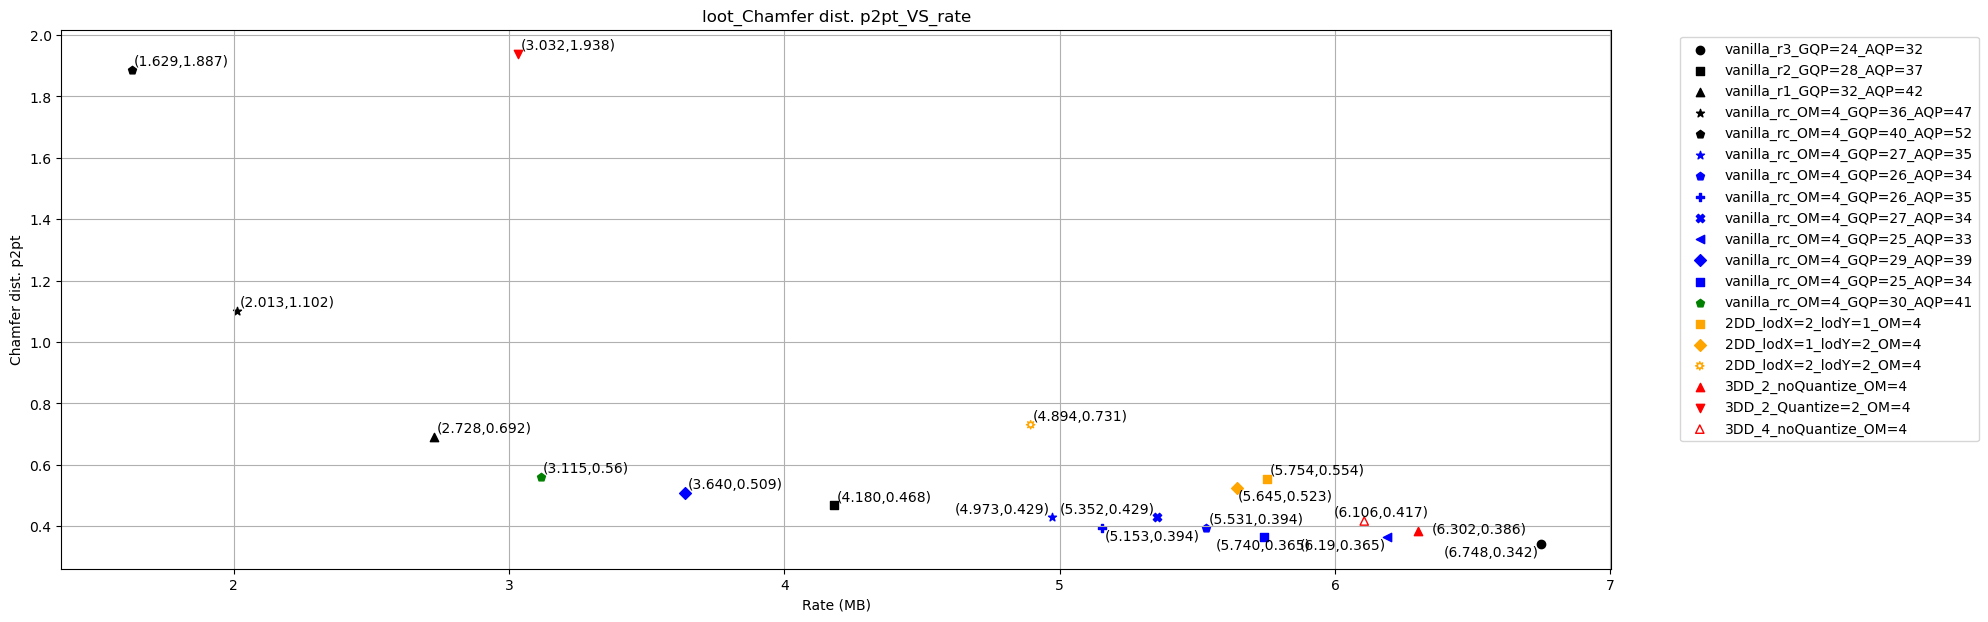 loot_Chamfer dist. p2pt_VS_rate
Chamfer dist. p2pt
2.0
1.8
1.6
1.4
1.2
1.0
0.8
0.6
0.4
(1.629,1.887)
(3.032,1.938)
(2.013,1.102)
(2.728,0.692)
(4.894,0.731)
(3.115,0.56)
(3.640,0.509)
(4.180,0.468)
(4.973,0.429)
(5.352,0.429)
(5.153,0.394)
(5.531,0.394)
(5.754,0.554)
(5.645,0.523)
(6.106,0.417)
(5.740,0.365)
(6.19,0.365)
(6.302,0.386)
(6.748,0.342)
2
3
4
5
6
7
Rate (MB)
vanilla_r3_GQP=24_AQP=32
vanilla_r2_GQP=28_AQP=37
vanilla_r1_GQP=32_AQP=42
vanilla_rc_OM=4_GQP=36_AQP=47
vanilla_rc_OM=4_GQP=40_AQP=52
vanilla_rc_OM=4_GQP=27_AQP=35
vanilla_rc_OM=4_GQP=26_AQP=34
vanilla_rc_OM=4_GQP=26_AQP=35
vanilla_rc_OM=4_GQP=27_AQP=34
vanilla_rc_OM=4_GQP=25_AQP=33
vanilla_rc_OM=4_GQP=29_AQP=39
vanilla_rc_OM=4_GQP=25_AQP=34
vanilla_rc_OM=4_GQP=30_AQP=41
2DD_lodX=2_lodY=1_OM=4
2DD_lodX=1_lodY=2_OM=4
2DD_lodX=2_lodY=2_OM=4
3DD_2_noQuantize_OM=4
3DD_2_Quantize=2_OM=4
3DD_4_noQuantize_OM=4